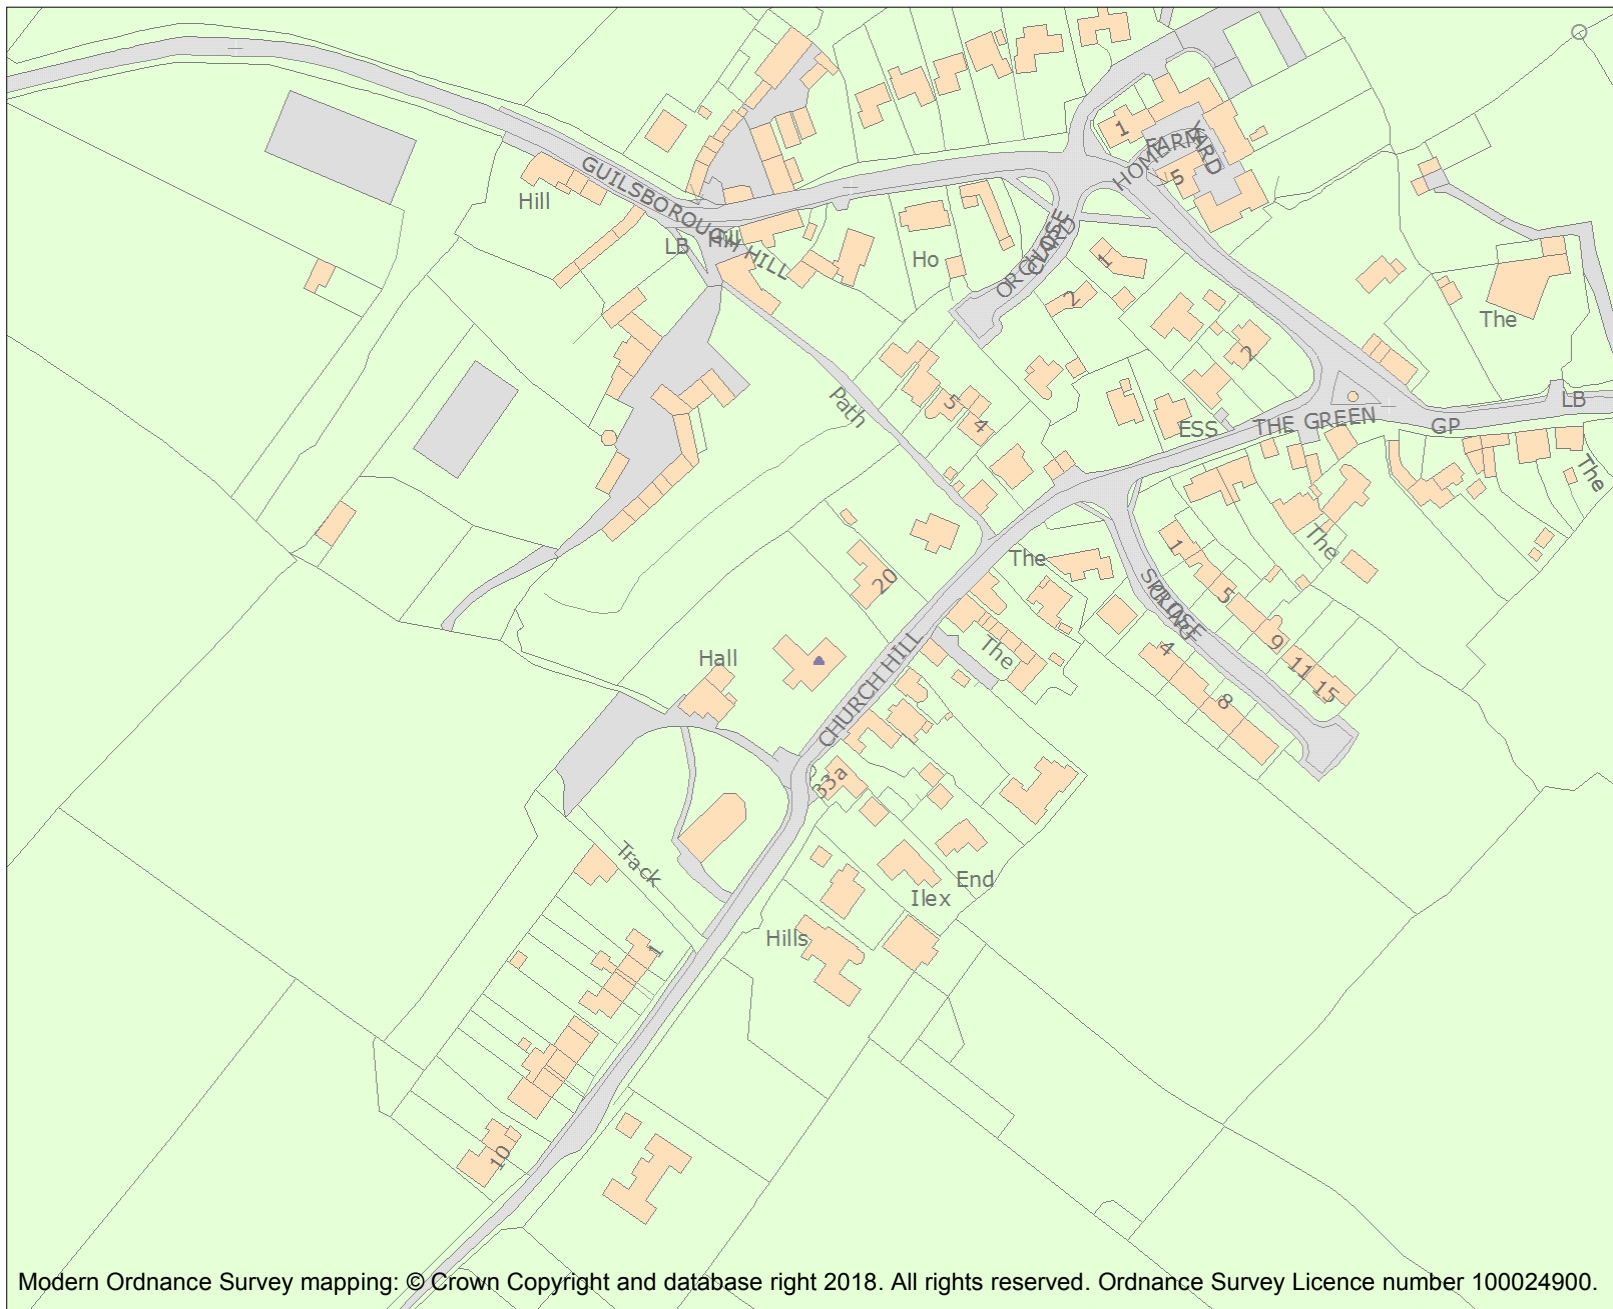 1
HOME FARM
YARD
5
GUILSBOROUGH HILL
Hill
LB
Hill
Ho
ORCHARD
CLOSE
1
2
The
2
Path
5
4
ESS
THE GREEN
GP
LB
The
The
The
20
1
SPRING
CLOSE
5
9
11
15
4
8
The
Hall
CHURCH HILL
33a
Track
End
Ilex
Hills
1
10
Modern Ordnance Survey mapping: © Crown Copyright and database right 2018. All rights reserved. Ordnance Survey Licence number 100024900.